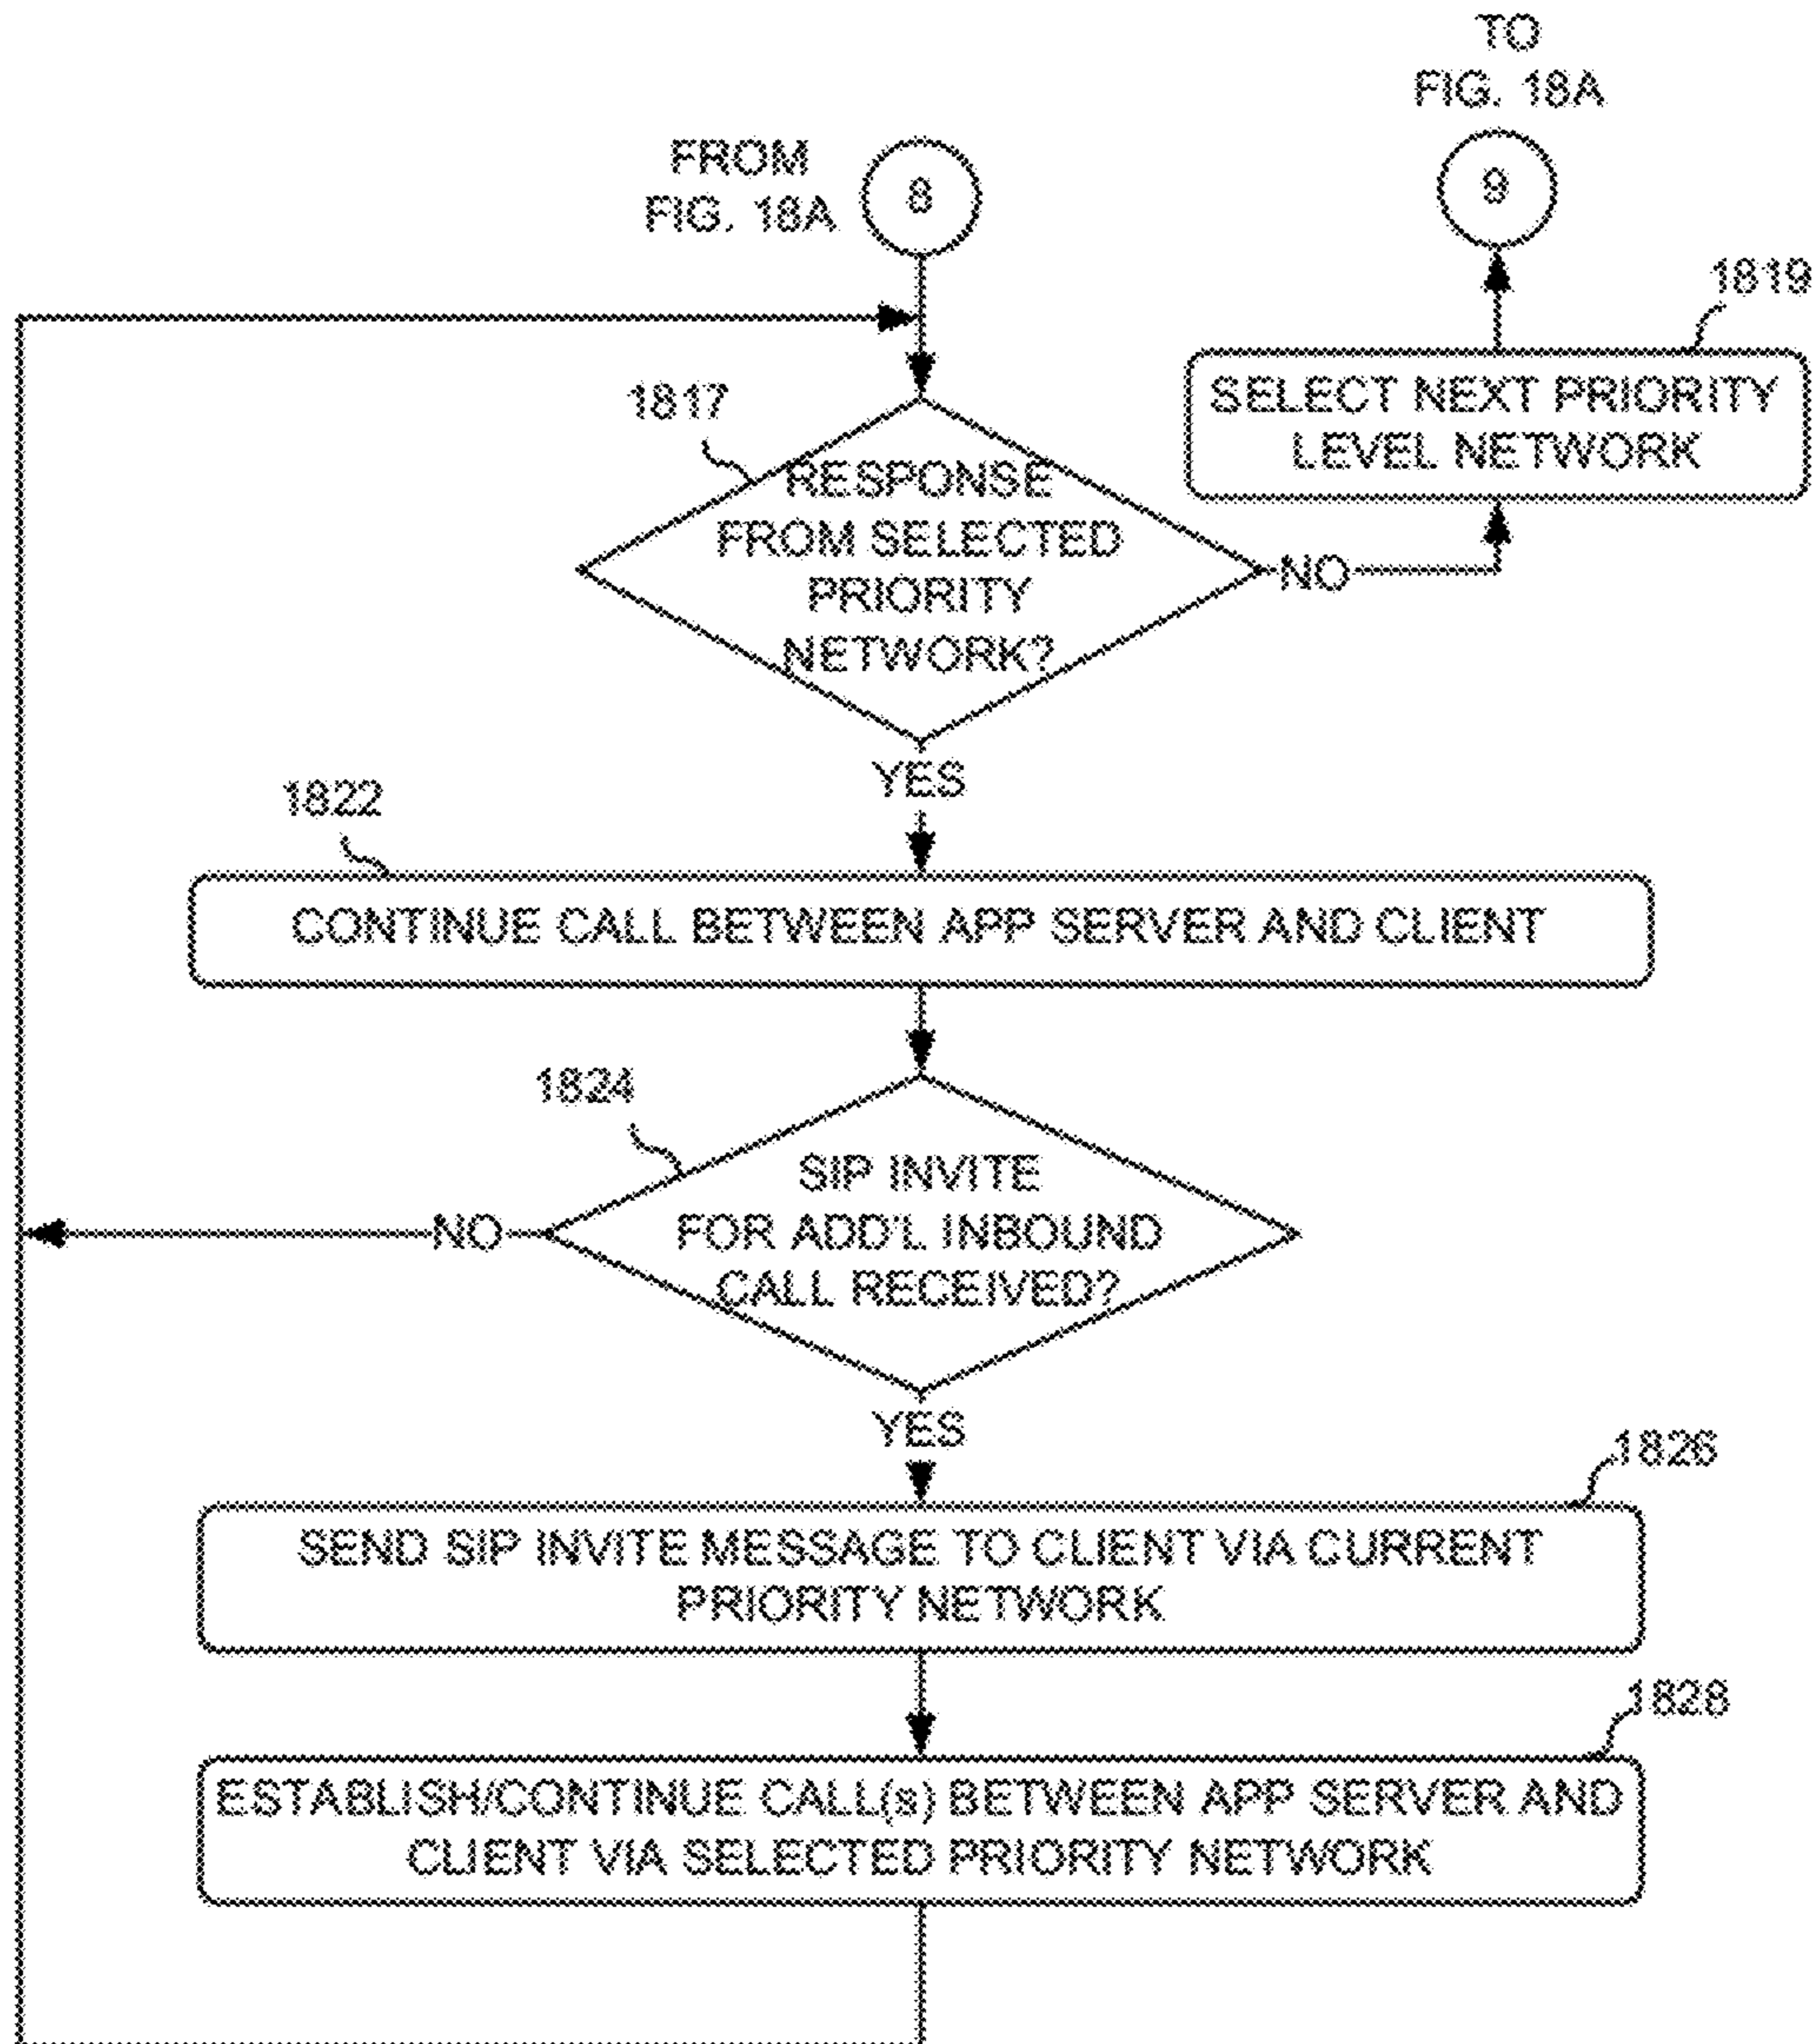 TO
FIG. 18A
9
FROM
FIG. 18A
8
1819
SELECT NEXT PRIORITY
LEVEL NETWORK
1817
RESPONSE
FROM SELECTED
PRIORITY
NETWORK?
NO
YES
1822
CONTINUE CALL BETWEEN APP SERVER AND CLIENT
1824
SIP INVITE
FOR ADD'L INBOUND
CALL RECEIVED?
NO
YES
1826
SEND SIP INVITE MESSAGE TO CLIENT VIA CURRENT
PRIORITY NETWORK
1828
ESTABLISH/CONTINUE CALL(s) BETWEEN APP SERVER AND
CLIENT VIA SELECTED PRIORITY NETWORK